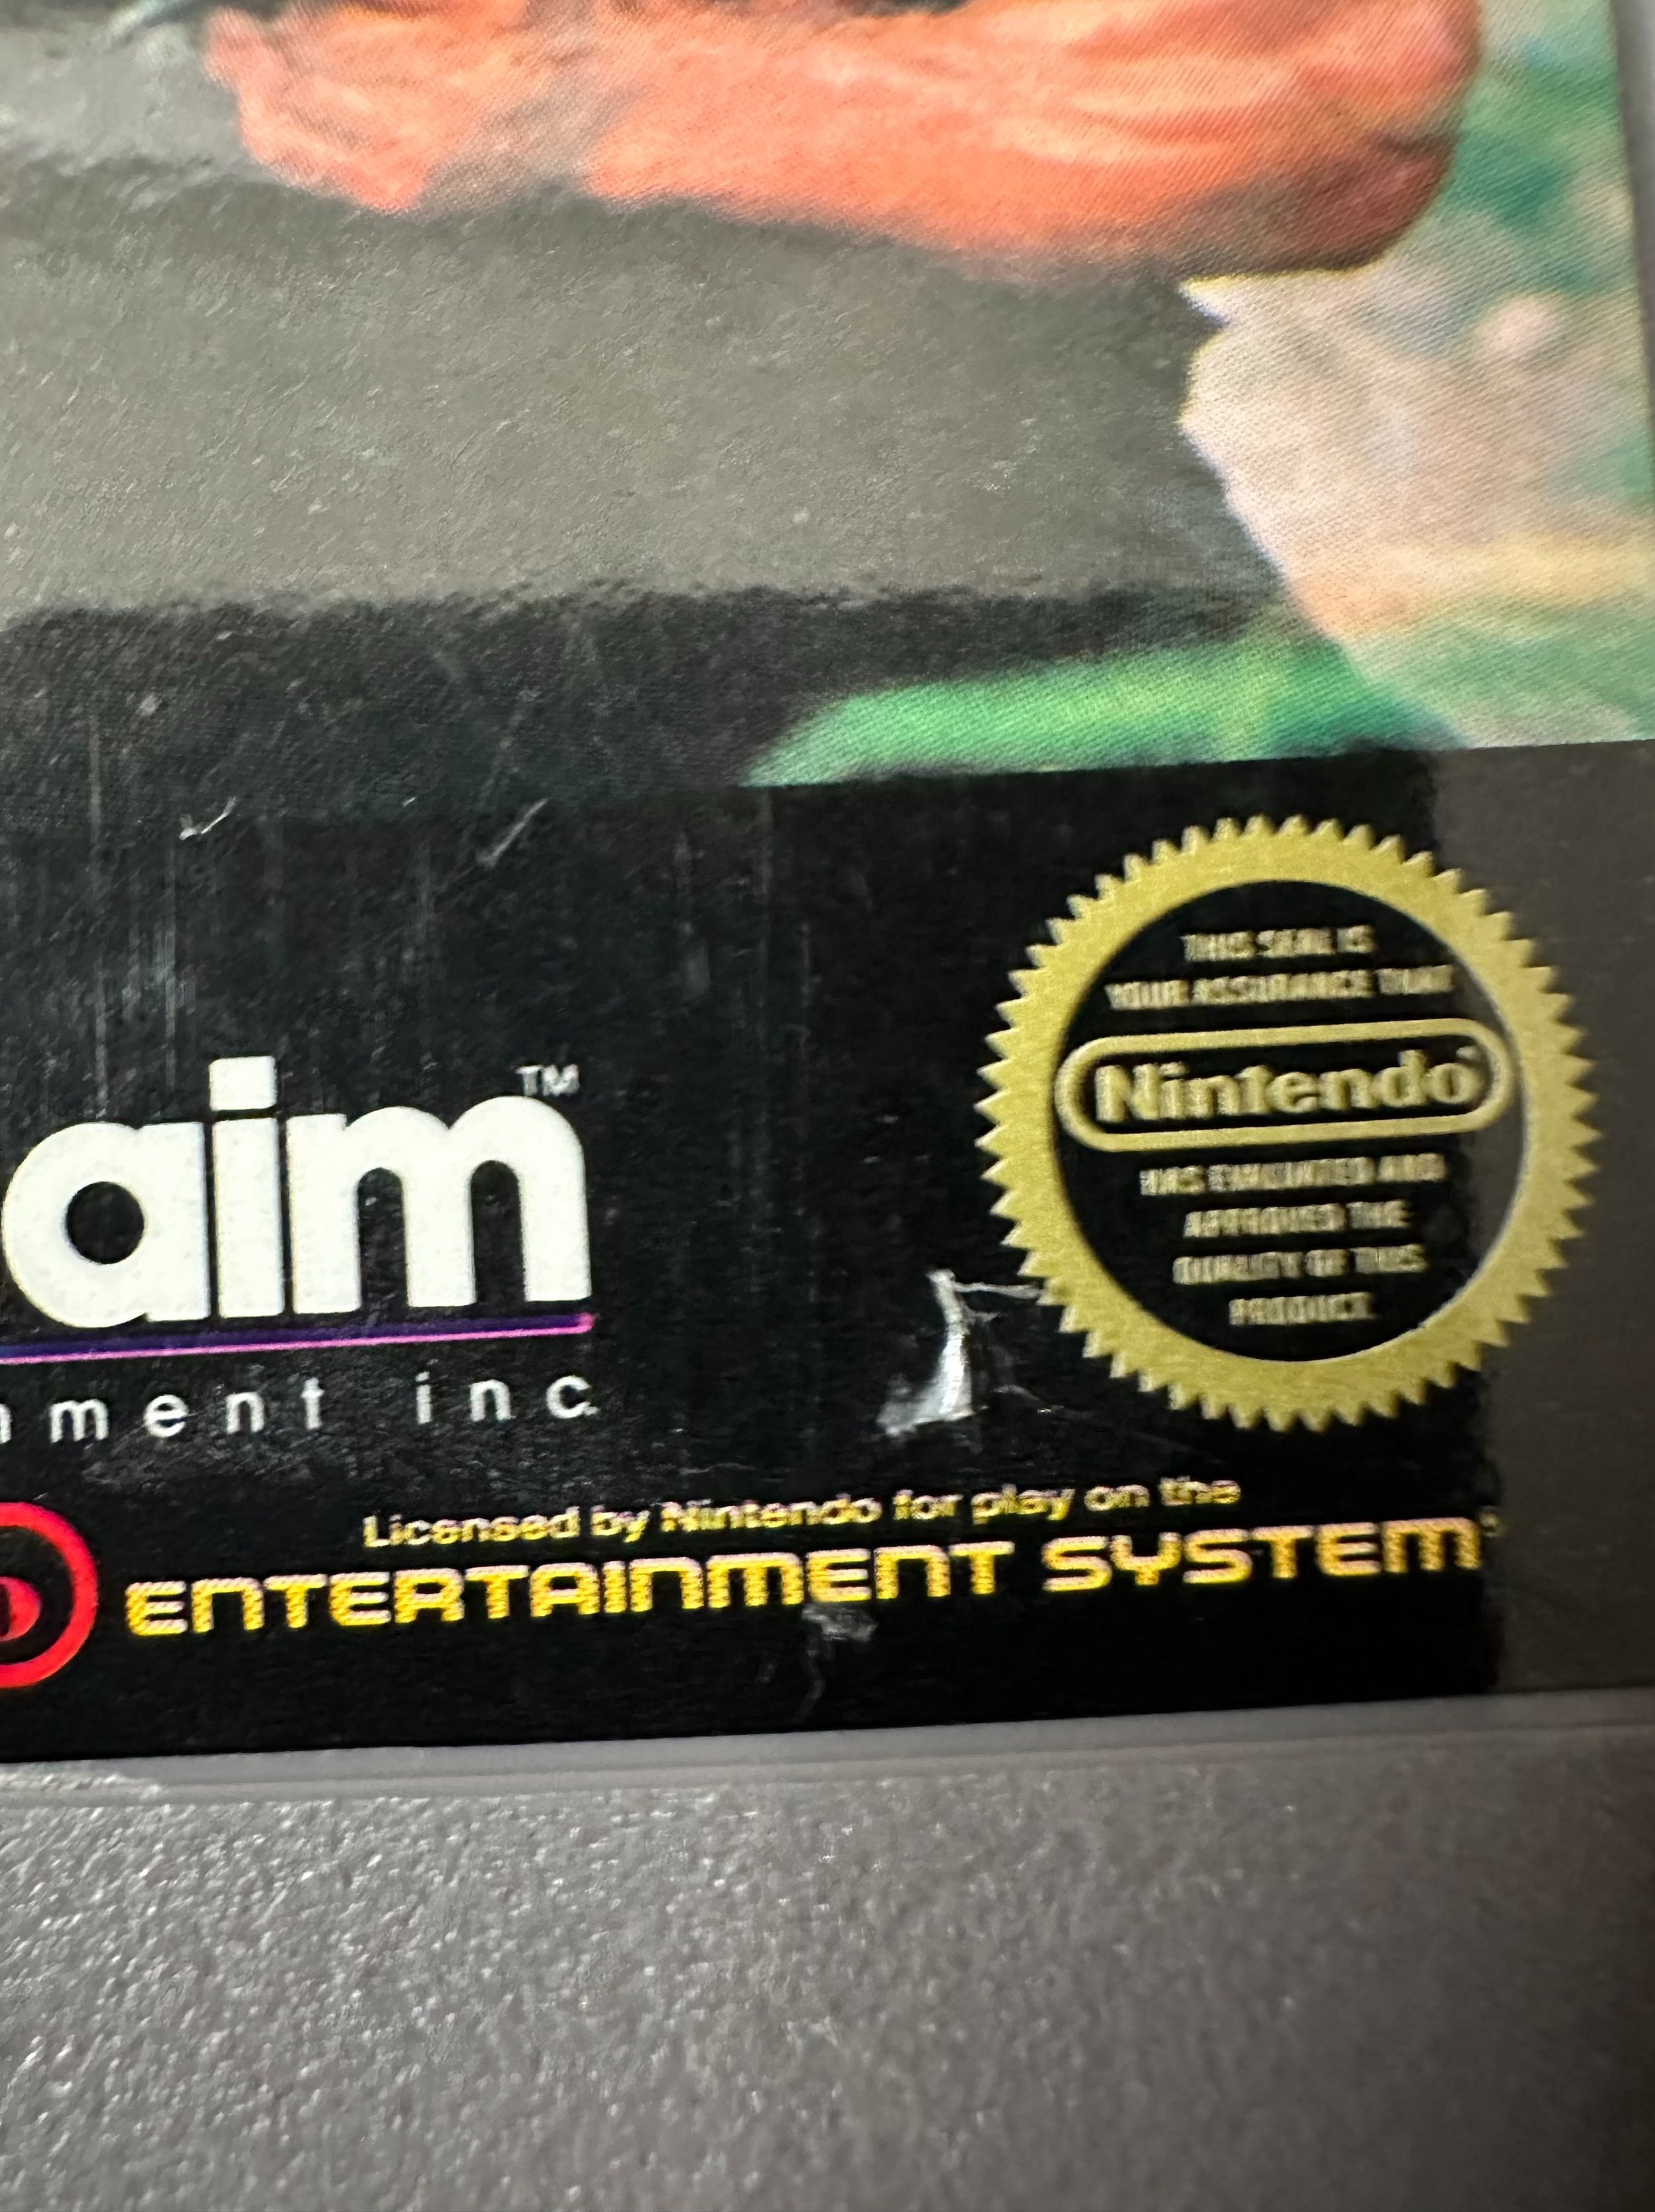 aim™
nment inc.
THIS SEAL IS
YOUR ASSURANCE THAT
Nintendo®
HAS EVALUATED AND
APPROVED THE
QUALITY OF THIS
PRODUCT.
Licensed by Nintendo for play on the
ENTERTAINMENT SYSTEM®